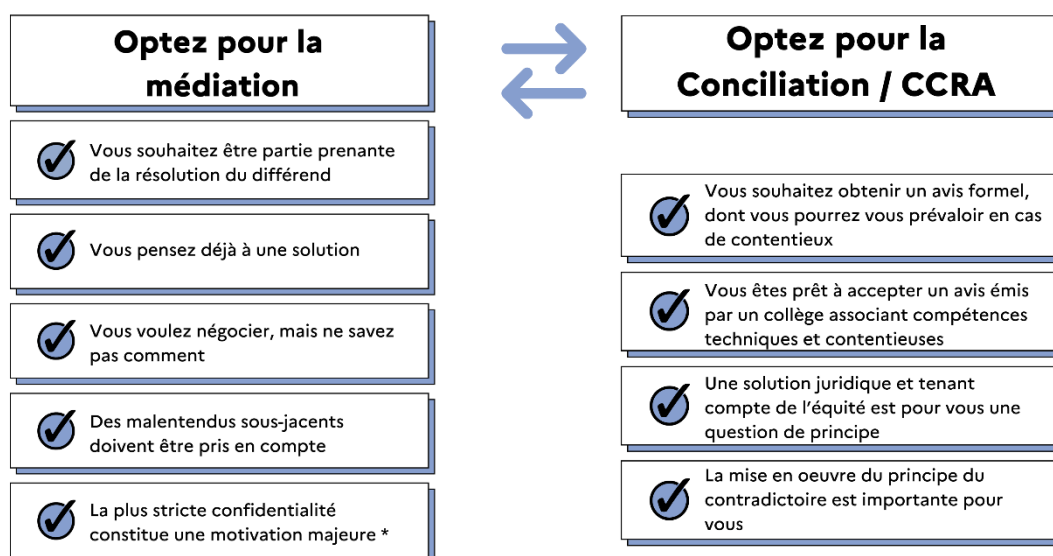 Optez pour la
médiation
Vous souhaitez être partie prenante
de la résolution du différend
Vous pensez déjà à une solution
Vous voulez négocier, mais ne savez
pas comment
Des malentendus sous-jacents
doivent être pris en compte
La plus stricte confidentialité
constitue une motivation majeure *
Optez pour la
Conciliation / CCRA
Vous souhaitez obtenir un avis formel,
dont vous pourrez vous prévaloir en cas
de contentieux
Vous êtes prêt à accepter un avis émis
par un collège associant compétences
techniques et contentieuses
Une solution juridique et tenant
compte de l'équité est pour vous une
question de principe
La mise en oeuvre du principe du
contradictoire est importante pour
vous